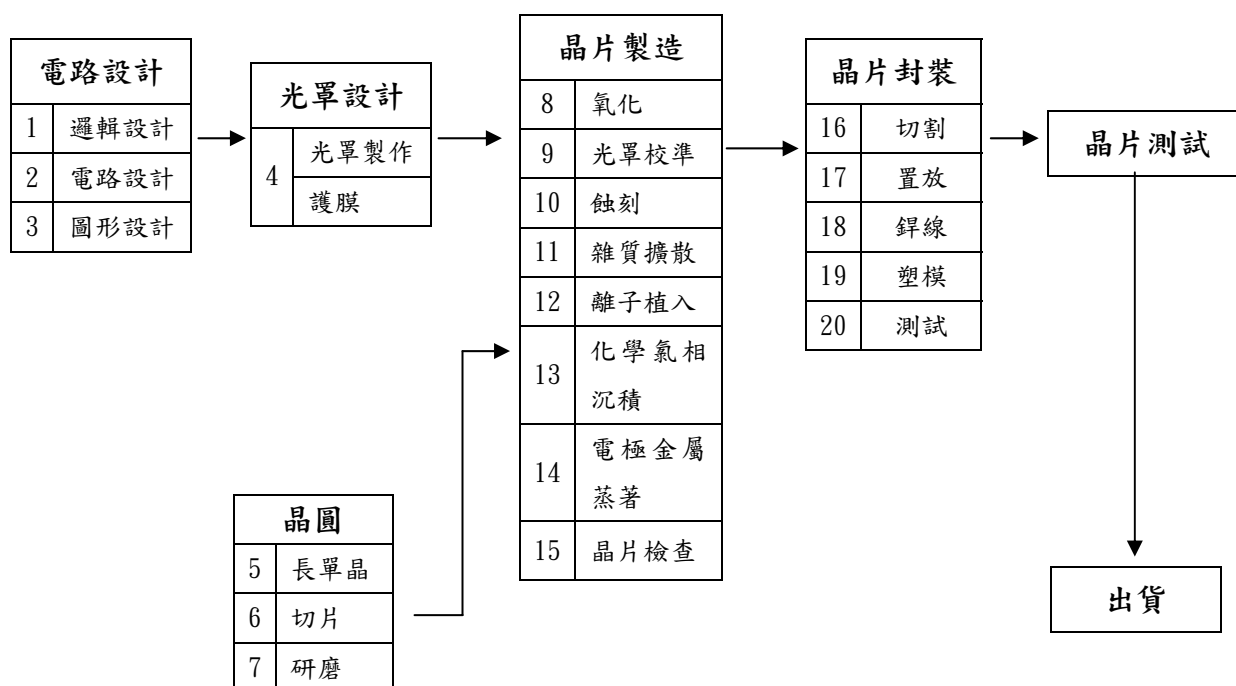 電路設計
1 邏輯設計
2 電路設計
3 圖形設計
光罩設計
4
光罩製作
護膜
晶片製造
8 氧化
9 光罩校準
10 蝕刻
11 雜質擴散
12 離子植入
13 化學氣相
沉積
14 電極金屬
蒸著
15 晶片檢查
晶片封裝
16 切割
17 置放
18 銲線
19 塑模
20 測試
晶片測試
出貨
晶圓
5 長單晶
6 切片
7 研磨